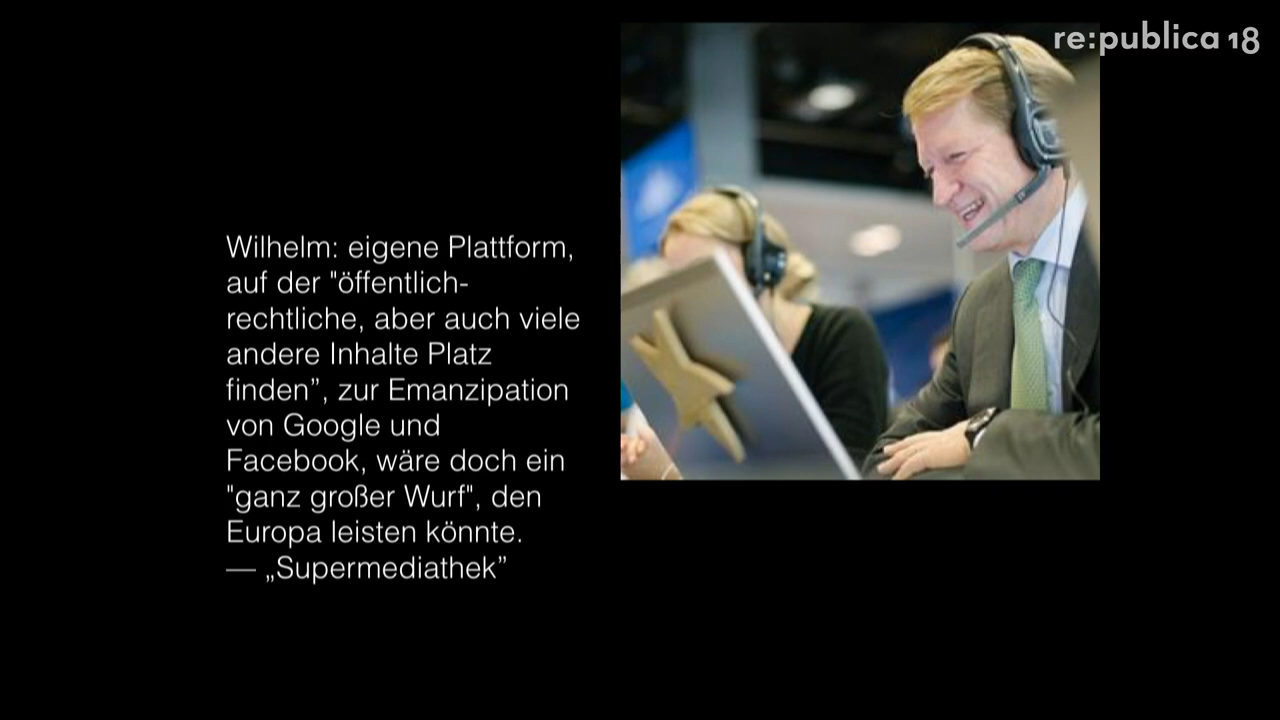 re:publica 18
Wilhelm: eigene Plattform,
auf der "öffentlich-
rechtliche, aber auch viele
andere Inhalte Platz
finden”, zur Emanzipation
von Google und
Facebook, wäre doch ein
"ganz großer Wurf", den
Europa leisten könnte.
— „Supermediathek”